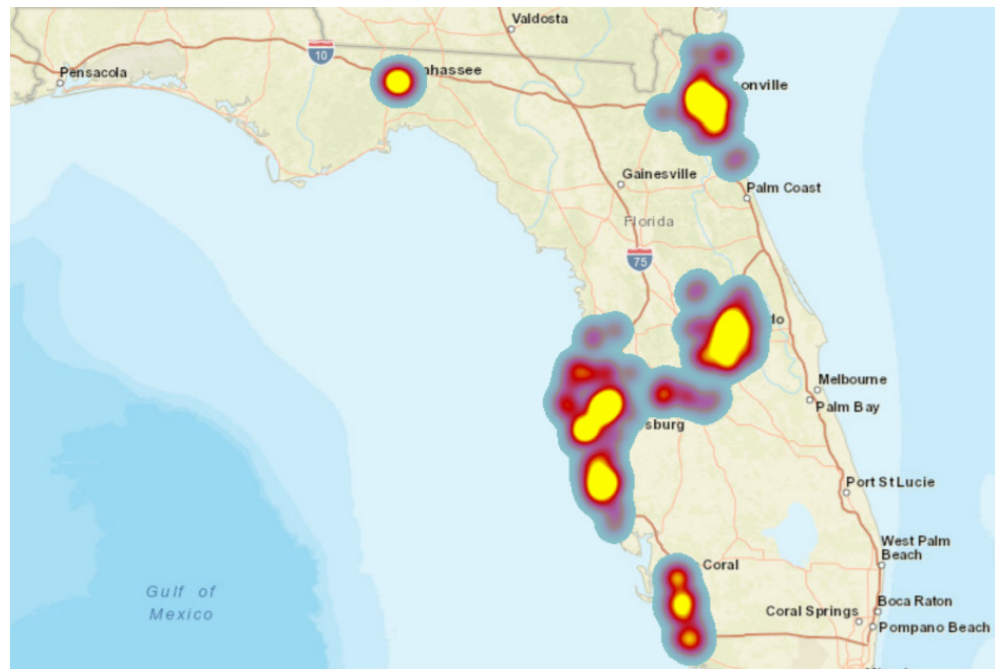 Valdosta
10
Pensacola
nhassee
onville
Gainesville
Palm Coast
Florida
75
do
Melbourne
Palm Bay
sburg
Port St Lucie
West Palm
Beach
Coral
Gulf of
Mexico
Boca Raton
Coral Springs
Pompano Beach